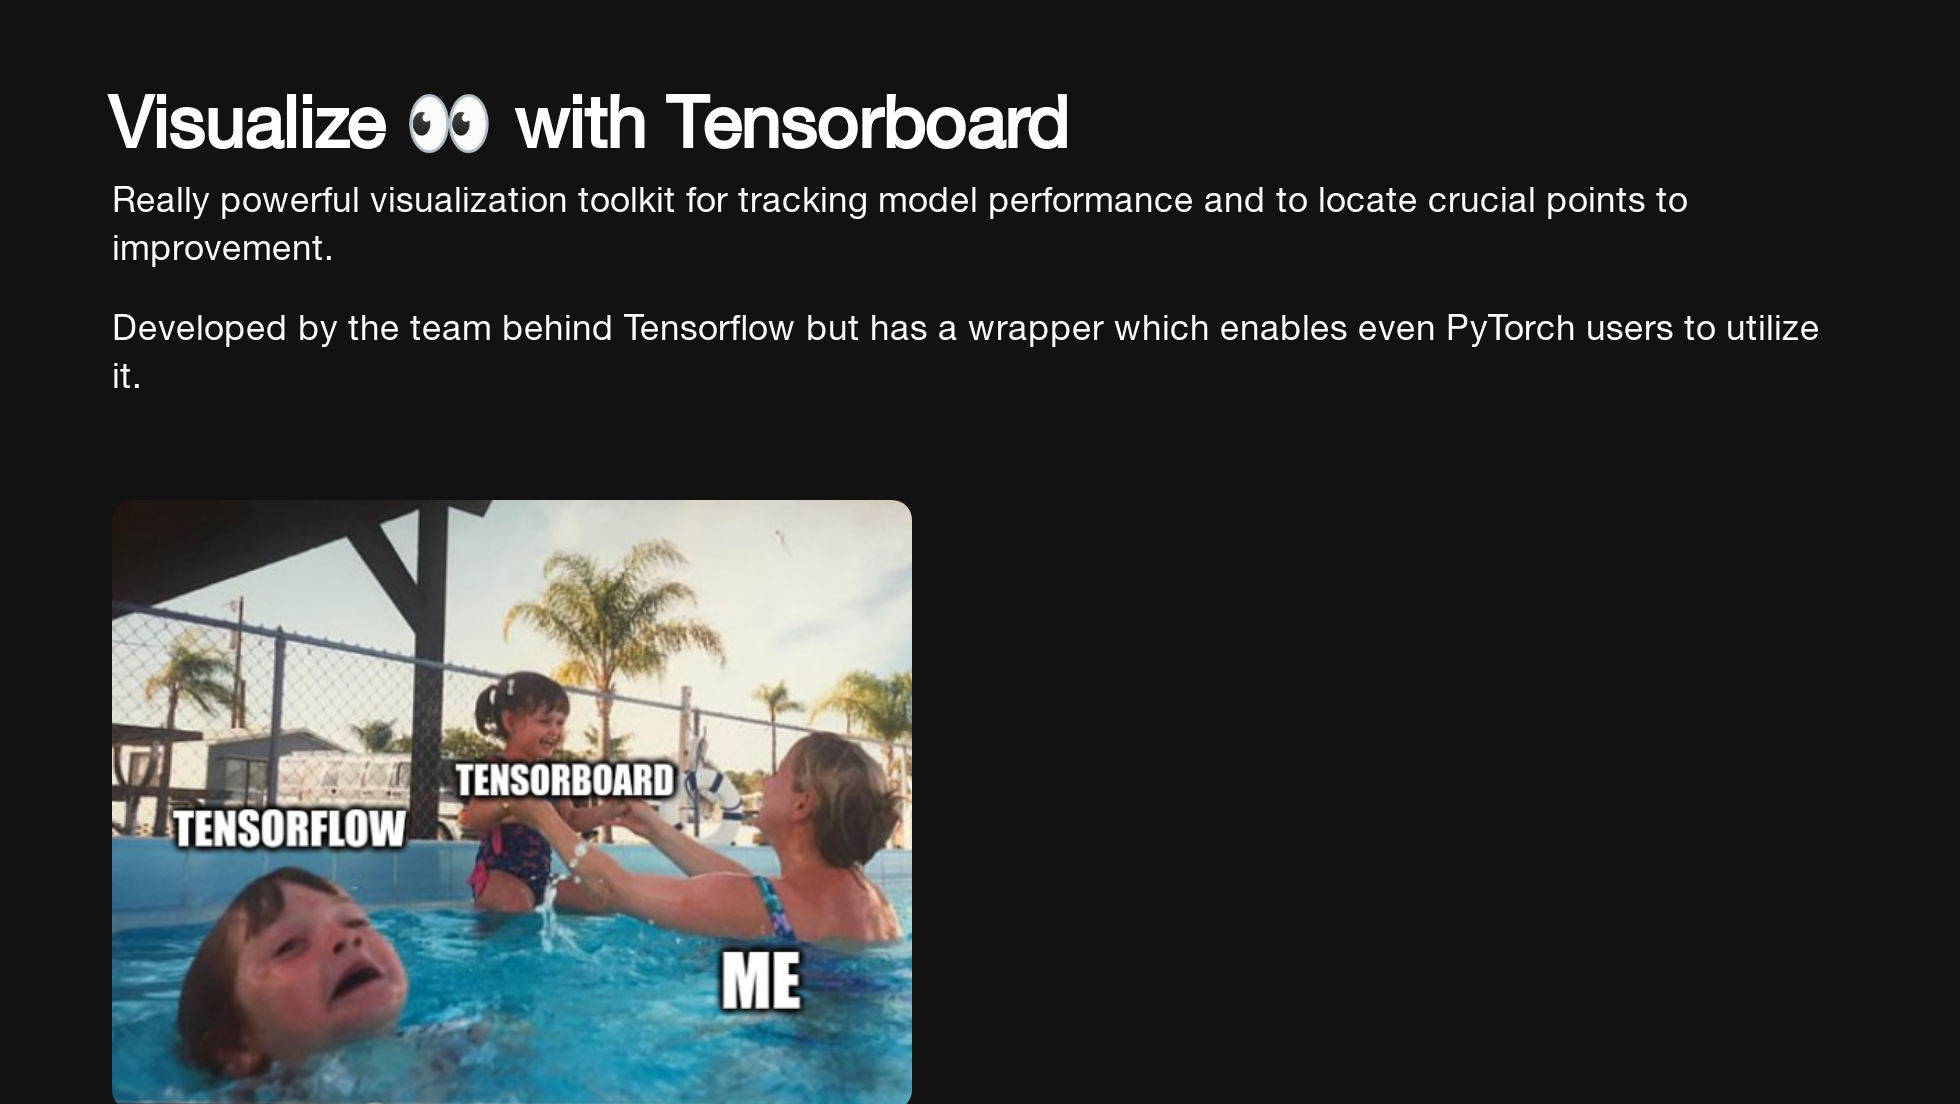 Visualize 👀 with Tensorboard
Really powerful visualization toolkit for tracking model performance and to locate crucial points to
improvement.
Developed by the team behind Tensorflow but has a wrapper which enables even PyTorch users to utilize
it.
TENSORBOARD
TENSORFLOW
ME